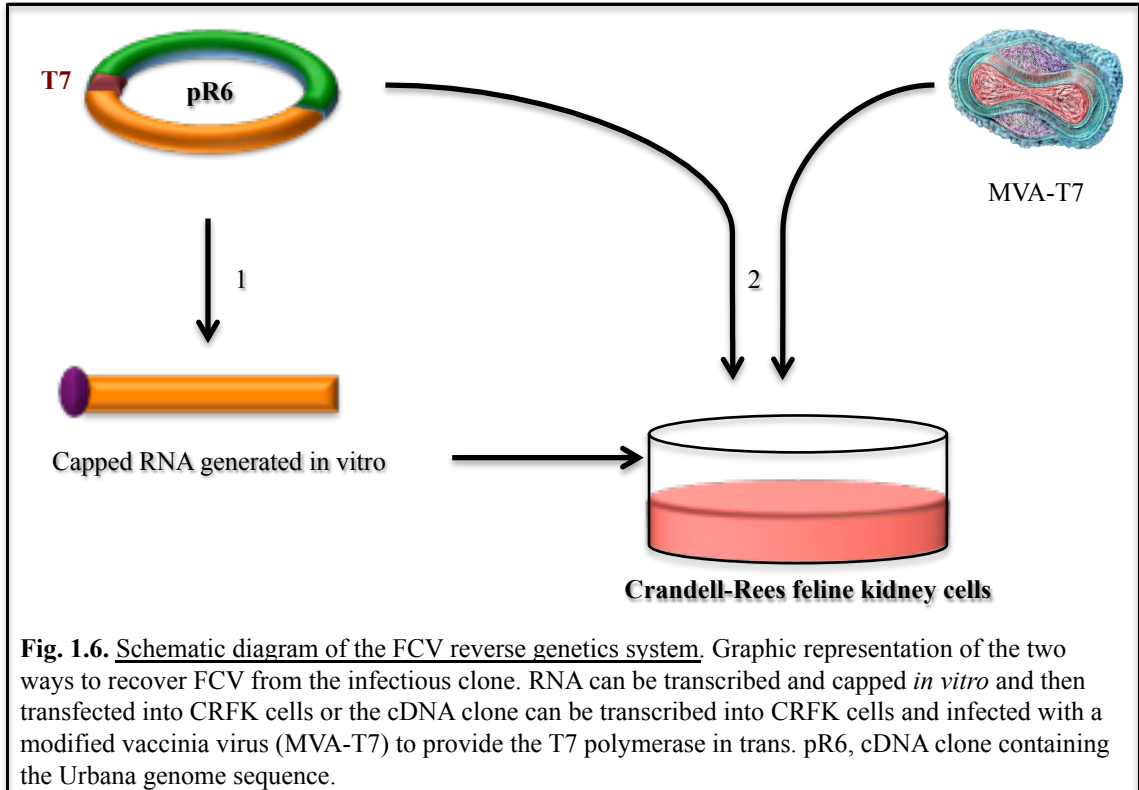 T7
pR6
MVA-T7
1
2
Capped RNA generated in vitro
Crandell-Rees feline kidney cells
Fig. 1.6. Schematic diagram of the FCV reverse genetics system. Graphic representation of the two
ways to recover FCV from the infectious clone. RNA can be transcribed and capped in vitro and then
transfected into CRFK cells or the cDNA clone can be transcribed into CRFK cells and infected with a
modified vaccinia virus (MVA-T7) to provide the T7 polymerase in trans. pR6, cDNA clone containing
the Urbana genome sequence.